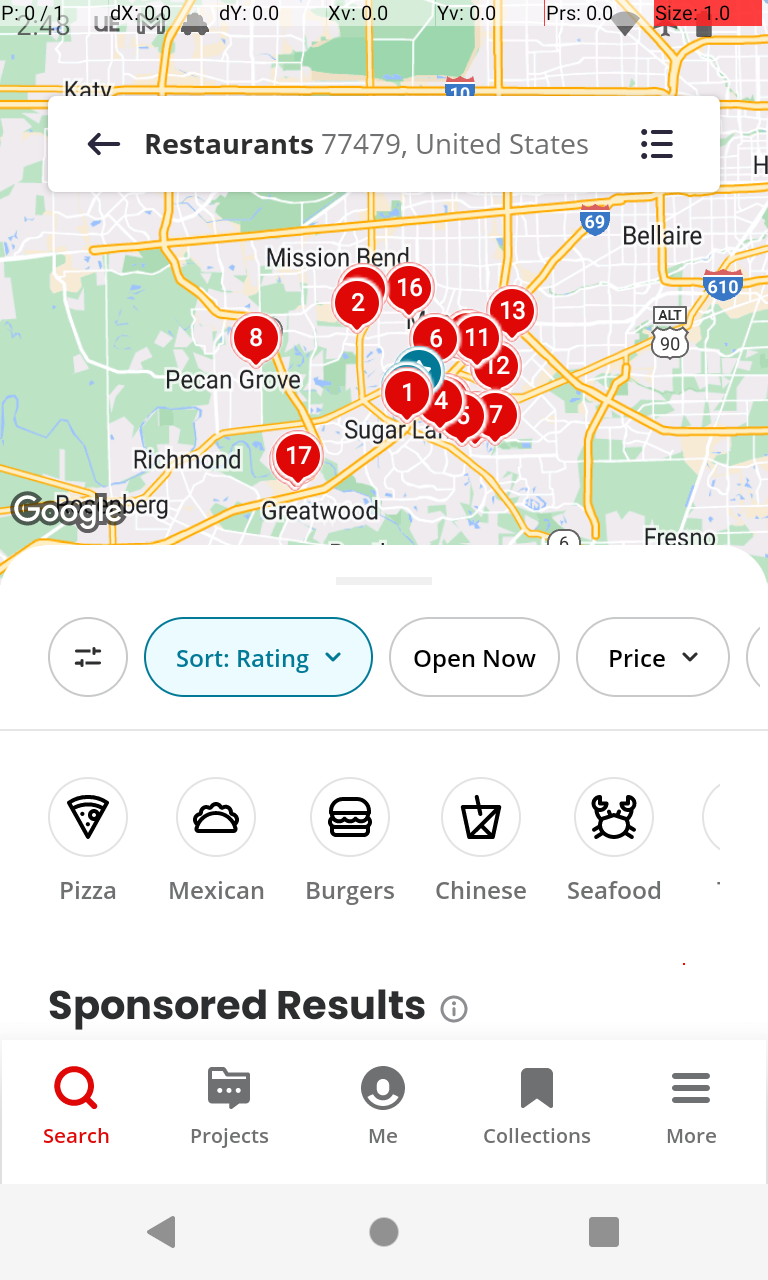 P: 0 / 1 dX: 0.0 dY: 0.0 Xv: 0.0 Yv: 0.0 Prs: 0.0 Size: 1.0
2:48 UE
Katy
10
Restaurants 77479, United States
69
Bellaire
Mission Bend
610
16
2
13
ALT
90
8
6
11
12
Pecan Grove
1
4
5
7
Sugar
Richmond
17
Google
Greatwood
6
Fresno
Sort: Rating
Open Now
Price
Pizza
Mexican
Burgers
Chinese
Seafood
Sponsored Results
Search
Projects
Me
Collections
More